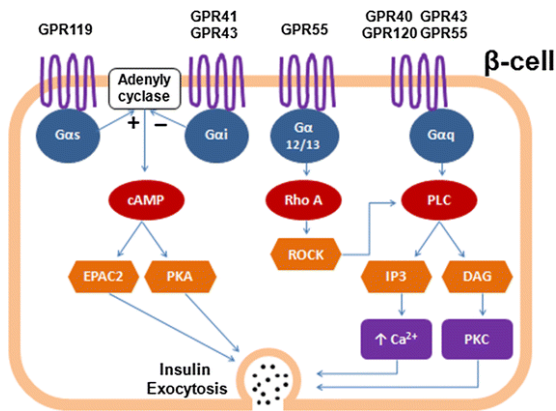 GPR119
GPR41
GPR43
GPR55
GPR40 GPR43
GPR120 GPR55
β-cell
Adenyly
cyclase
Gαs
+
−
Gαi
Gα
12/13
Gαq
cAMP
Rho A
PLC
EPAC2
PKA
ROCK
IP3
DAG
↑ Ca²⁺
PKC
Insulin
Exocytosis